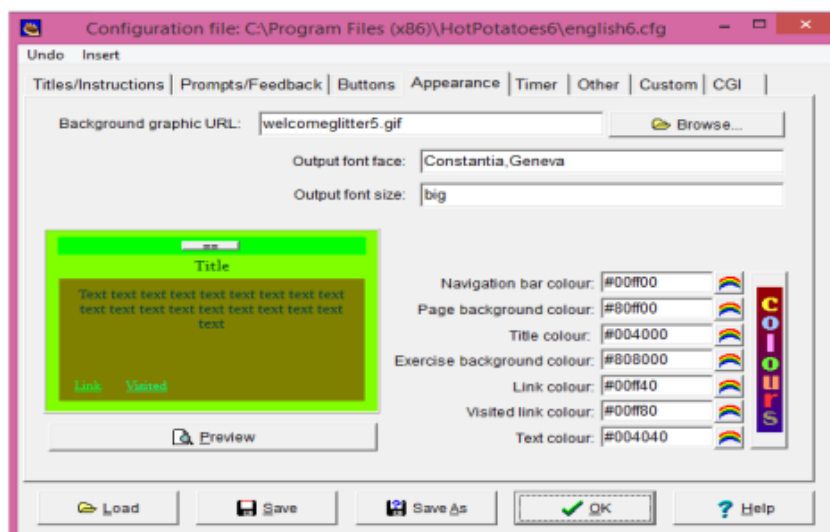 Configuration file: C:\Program Files (x86)\HotPotatoes6\english6.cfg
Undo Insert
Titles/Instructions Prompts/Feedback Buttons Appearance Timer Other Custom CGI
Background graphic URL: welcomeglitter5.gif Browse...
Output font face: Constantia,Geneva
Output font size: big
==
Title
Text text text text text text text text text
text text text text text text text text text
text
Link Visited
Preview
Navigation bar colour: #00ff00
Page background colour: #80ff00
Title colour: #004000
Exercise background colour: #808000
Link colour: #00ff40
Visited link colour: #00ff80
Text colour: #004040
colours
Load Save Save As OK Help